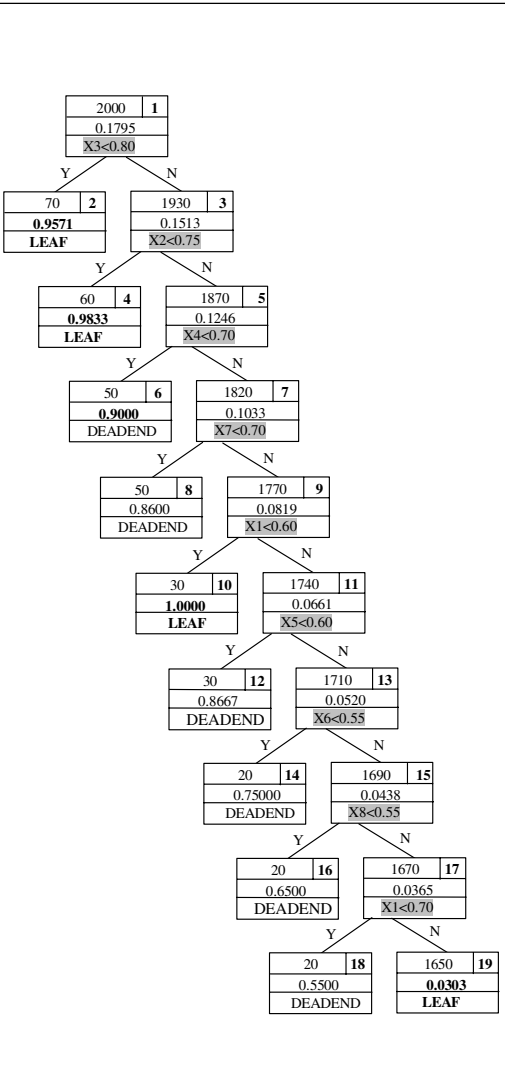 2000 1
0.1795
X3<0.80
Y N
70 2 1930 3
0.9571 0.1513
LEAF X2<0.75
Y N
60 4 1870 5
0.9833 0.1246
LEAF X4<0.70
Y N
50 6 1820 7
0.9000 0.1033
DEADEND X7<0.70
Y N
50 8 1770 9
0.8600 0.0819
DEADEND X1<0.60
Y N
30 10 1740 11
1.0000 0.0661
LEAF X5<0.60
Y N
30 12 1710 13
0.8667 0.0520
DEADEND X6<0.55
Y N
20 14 1690 15
0.75000 0.0438
DEADEND X8<0.55
Y N
20 16 1670 17
0.6500 0.0365
DEADEND X1<0.70
Y N
20 18 1650 19
0.5500 0.0303
DEADEND LEAF